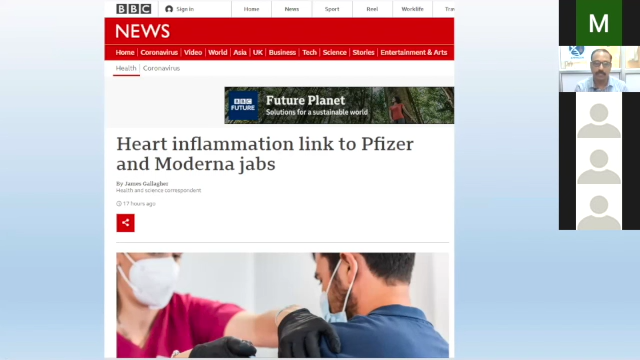 BBC Sign in Home News Sport Reel Worklife Tra
NEWS
Home Coronavirus Video World Asia UK Business Tech Science Stories Entertainment & Arts
Health Coronavirus
BBC FUTURE
Future Planet
Solutions for a sustainable world
Heart inflammation link to Pfizer
and Moderna jabs
By James Gallagher
Health and science correspondent
17 hours ago
M